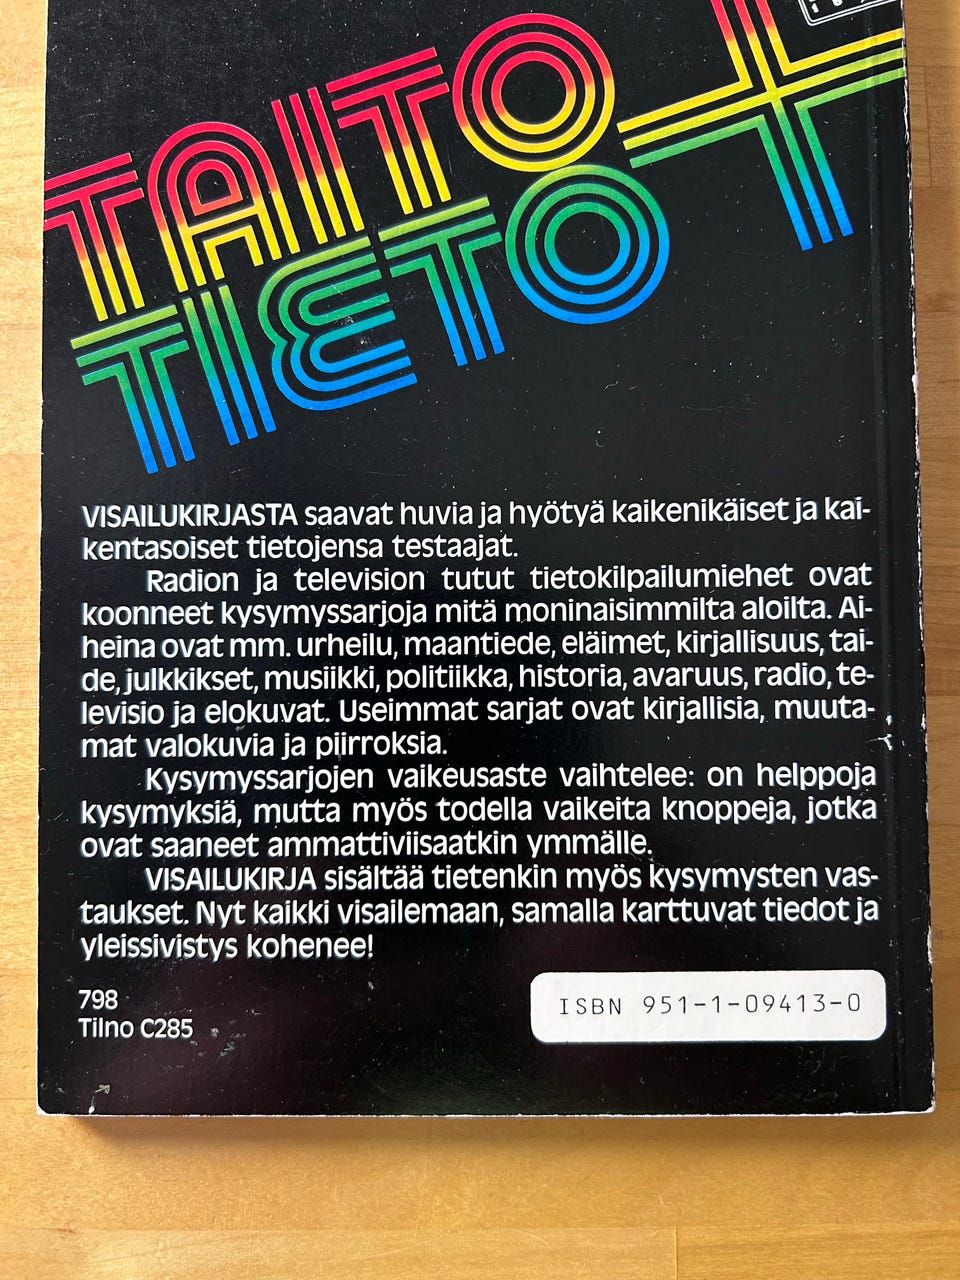 TAITO
TIETO +
VISAILUKIRJASTA saavat huvia ja hyötyä kaikenikäiset ja kai-
kentasoiset tietojensa testaajat.
Radion ja television tutut tietokilpailumiehet ovat
koonneet kysymyssarjoja mitä moninaisimmilta aloilta. Ai-
heina ovat mm. urheilu, maantiede, eläimet, kirjallisuus, tai-
de, julkkikset, musiikki, politiikka, historia, avaruus, radio, te-
levisio ja elokuvat. Useimmat sarjat ovat kirjallisia, muuta-
mat valokuvia ja piirroksia.
Kysymyssarjojen vaikeusaste vaihtelee: on helppoja
kysymyksiä, mutta myös todella vaikeita knoppeja, jotka
ovat saaneet ammattiviisaatkin ymmälle.
VISAILUKIRJA sisältää tietenkin myös kysymysten vas-
taukset. Nyt kaikki visailemaan, samalla karttuvat tiedot ja
yleissivistys kohenee!
798
Tilno C285
ISBN 951-1-09413-0